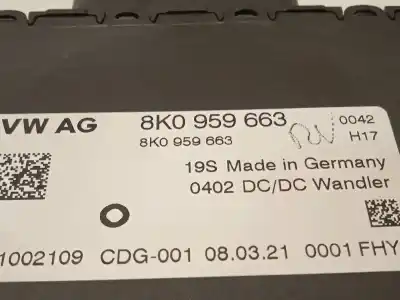 VW AG
8K0 959 663
0042
8K0 959 663
H17
19S Made in Germany
0402 DC/DC Wandler
1002109 CDG-001 08.03.21 0001 FHY